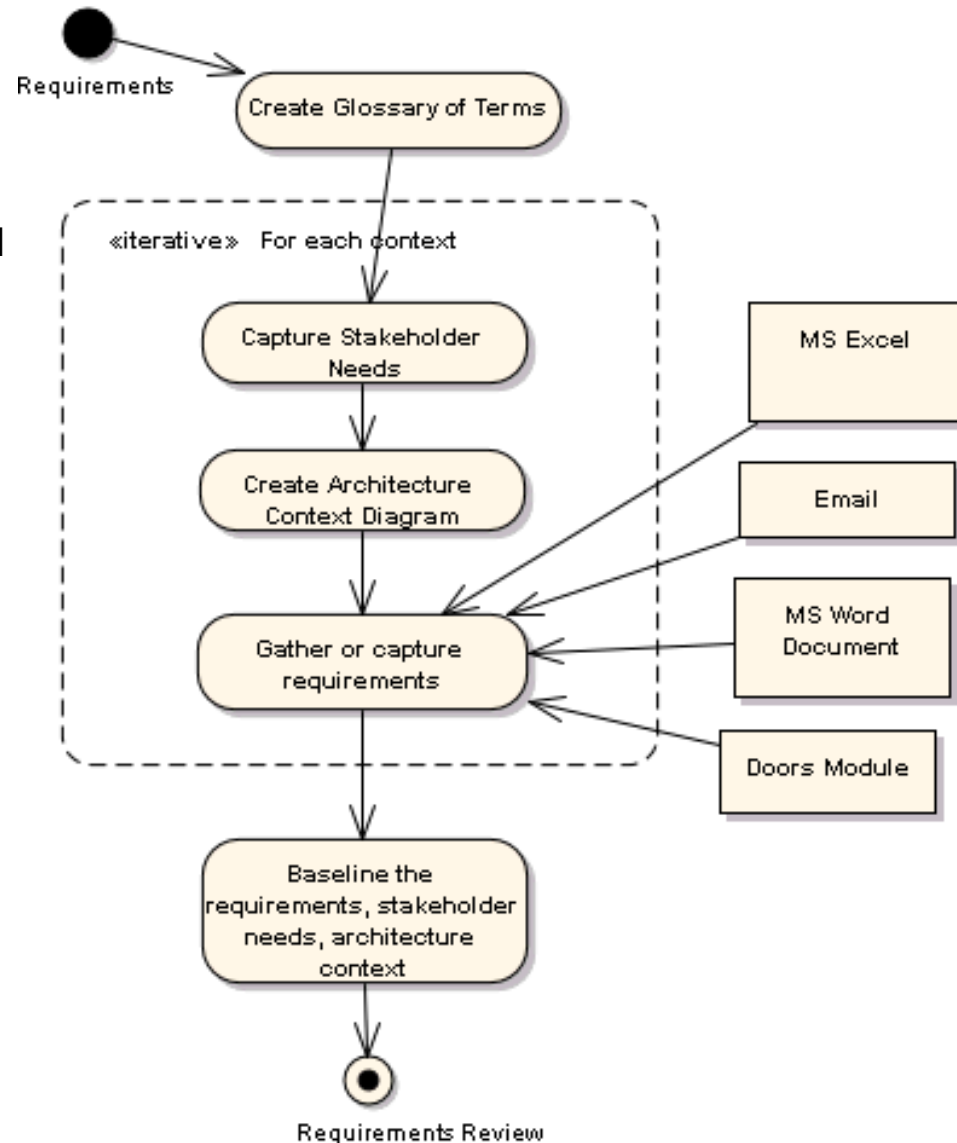 Requirements
Create Glossary of Terms
«iterative» For each context
Capture Stakeholder
Needs
MS Excel
Create Architecture
Context Diagram
Email
Gather or capture
requirements
MS Word
Document
Doors Module
Baseline the
requirements, stakeholder
needs, architecture
context
Requirements Review